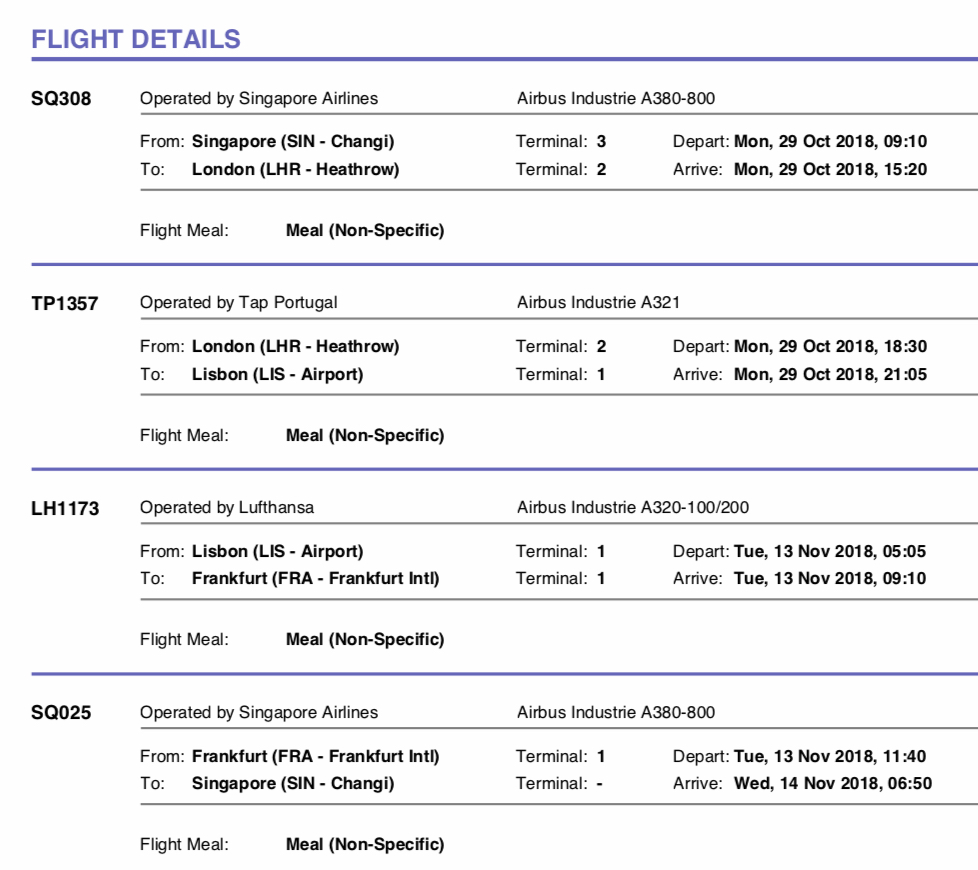 FLIGHT DETAILS
SQ308 Operated by Singapore Airlines Airbus Industrie A380-800
From: Singapore (SIN - Changi) Terminal: 3 Depart: Mon, 29 Oct 2018, 09:10
To: London (LHR - Heathrow) Terminal: 2 Arrive: Mon, 29 Oct 2018, 15:20
Flight Meal: Meal (Non-Specific)
TP1357 Operated by Tap Portugal Airbus Industrie A321
From: London (LHR - Heathrow) Terminal: 2 Depart: Mon, 29 Oct 2018, 18:30
To: Lisbon (LIS - Airport) Terminal: 1 Arrive: Mon, 29 Oct 2018, 21:05
Flight Meal: Meal (Non-Specific)
LH1173 Operated by Lufthansa Airbus Industrie A320-100/200
From: Lisbon (LIS - Airport) Terminal: 1 Depart: Tue, 13 Nov 2018, 05:05
To: Frankfurt (FRA - Frankfurt Intl) Terminal: 1 Arrive: Tue, 13 Nov 2018, 09:10
Flight Meal: Meal (Non-Specific)
SQ025 Operated by Singapore Airlines Airbus Industrie A380-800
From: Frankfurt (FRA - Frankfurt Intl) Terminal: 1 Depart: Tue, 13 Nov 2018, 11:40
To: Singapore (SIN - Changi) Terminal: - Arrive: Wed, 14 Nov 2018, 06:50
Flight Meal: Meal (Non-Specific)